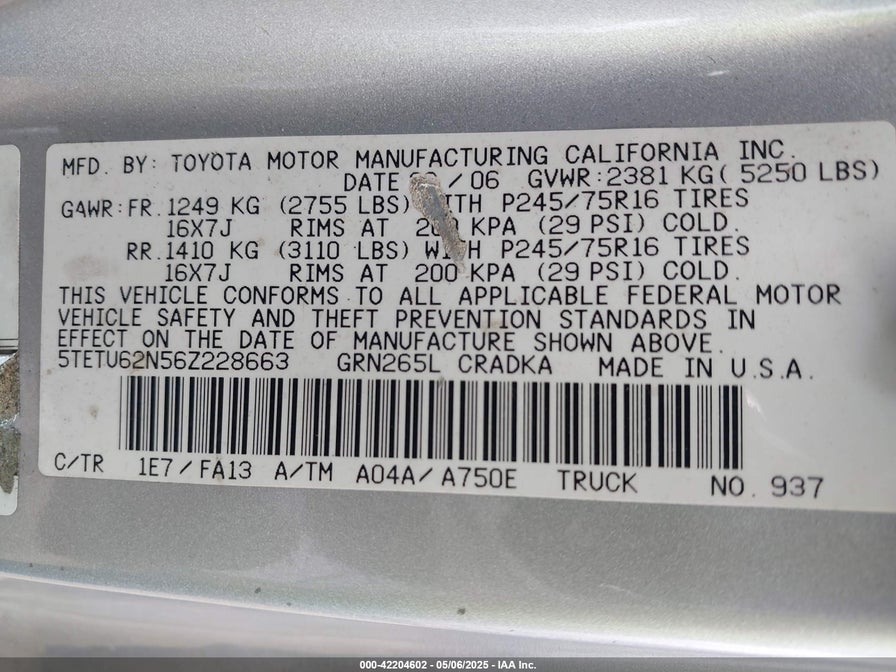 MFD. BY: TOYOTA MOTOR MANUFACTURING CALIFORNIA INC.
DATE / 06 GVWR:2381 KG( 5250 LBS)
GAWR:FR.1249 KG (2755 LBS) WITH P245/75R16 TIRES
16X7J RIMS AT 200 KPA (29 PSI) COLD.
RR.1410 KG (3110 LBS) WITH P245/75R16 TIRES
16X7J RIMS AT 200 KPA (29 PSI) COLD.
THIS VEHICLE CONFORMS TO ALL APPLICABLE FEDERAL MOTOR
VEHICLE SAFETY AND THEFT PREVENTION STANDARDS IN
EFFECT ON THE DATE OF MANUFACTURE SHOWN ABOVE.
5TETU62N56Z228663 GRN265L CRADKA MADE IN U.S.A.
C/TR 1E7/FA13 A/TM A04A/A750E TRUCK NO. 937
000-42204602 - 05/06/2025 - IAA Inc.